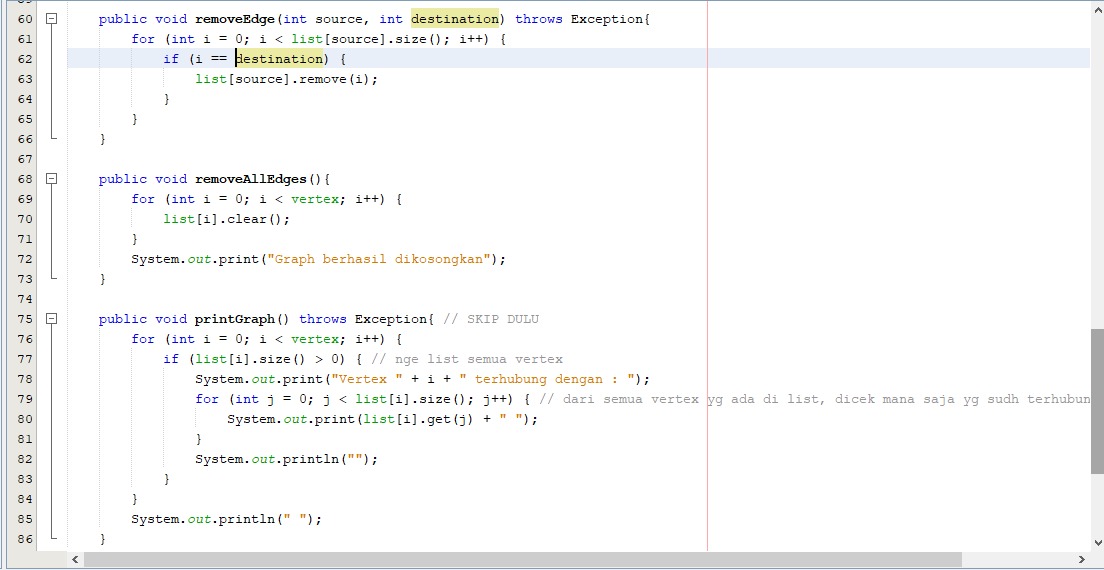 60 public void removeEdge(int source, int destination) throws Exception{
61 for (int i = 0; i < list[source].size(); i++) {
62 if (i == destination) {
63 list[source].remove(i);
64 }
65 }
66 }
67
68 public void removeAllEdges(){
69 for (int i = 0; i < vertex; i++) {
70 list[i].clear();
71 }
72 System.out.print("Graph berhasil dikosongkan");
73 }
74
75 public void printGraph() throws Exception{ // SKIP DULU
76 for (int i = 0; i < vertex; i++) {
77 if (list[i].size() > 0) { // nge list semua vertex
78 System.out.print("Vertex " + i + " terhubung dengan : ");
79 for (int j = 0; j < list[i].size(); j++) { // dari semua vertex yg ada di list, dicek mana saja yg sudh terhubun
80 System.out.print(list[i].get(j) + " ");
81 }
82 System.out.println("");
83 }
84 }
85 System.out.println(" ");
86 }